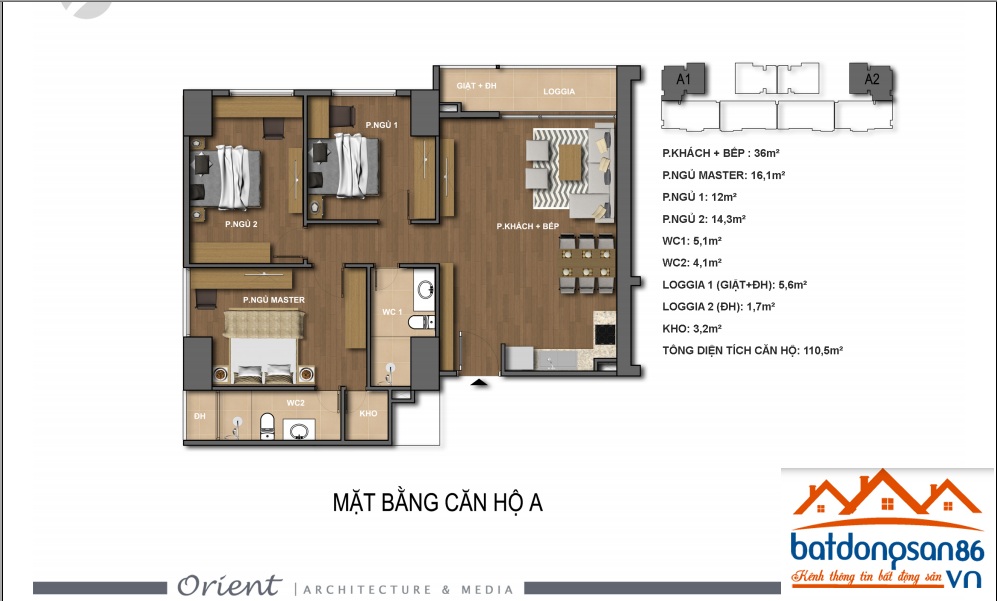 GIẶT + ĐH
LOGGIA
P.NGỦ 1
P.NGỦ 2
P.KHÁCH + BẾP
P.NGỦ MASTER
WC 1
WC2
ĐH
KHO
A1
A2
P.KHÁCH + BẾP : 36m²
P.NGỦ MASTER: 16,1m²
P.NGỦ 1: 12m²
P.NGỦ 2: 14,3m²
WC1: 5,1m²
WC2: 4,1m²
LOGGIA 1 (GIẶT+ĐH): 5,6m²
LOGGIA 2 (ĐH): 1,7m²
KHO: 3,2m²
TỔNG DIỆN TÍCH CĂN HỘ: 110,5m²
MẶT BẰNG CĂN HỘ A
batdongsan86
Kênh thông tin bất động sản VN
Orient | ARCHITECTURE & MEDIA